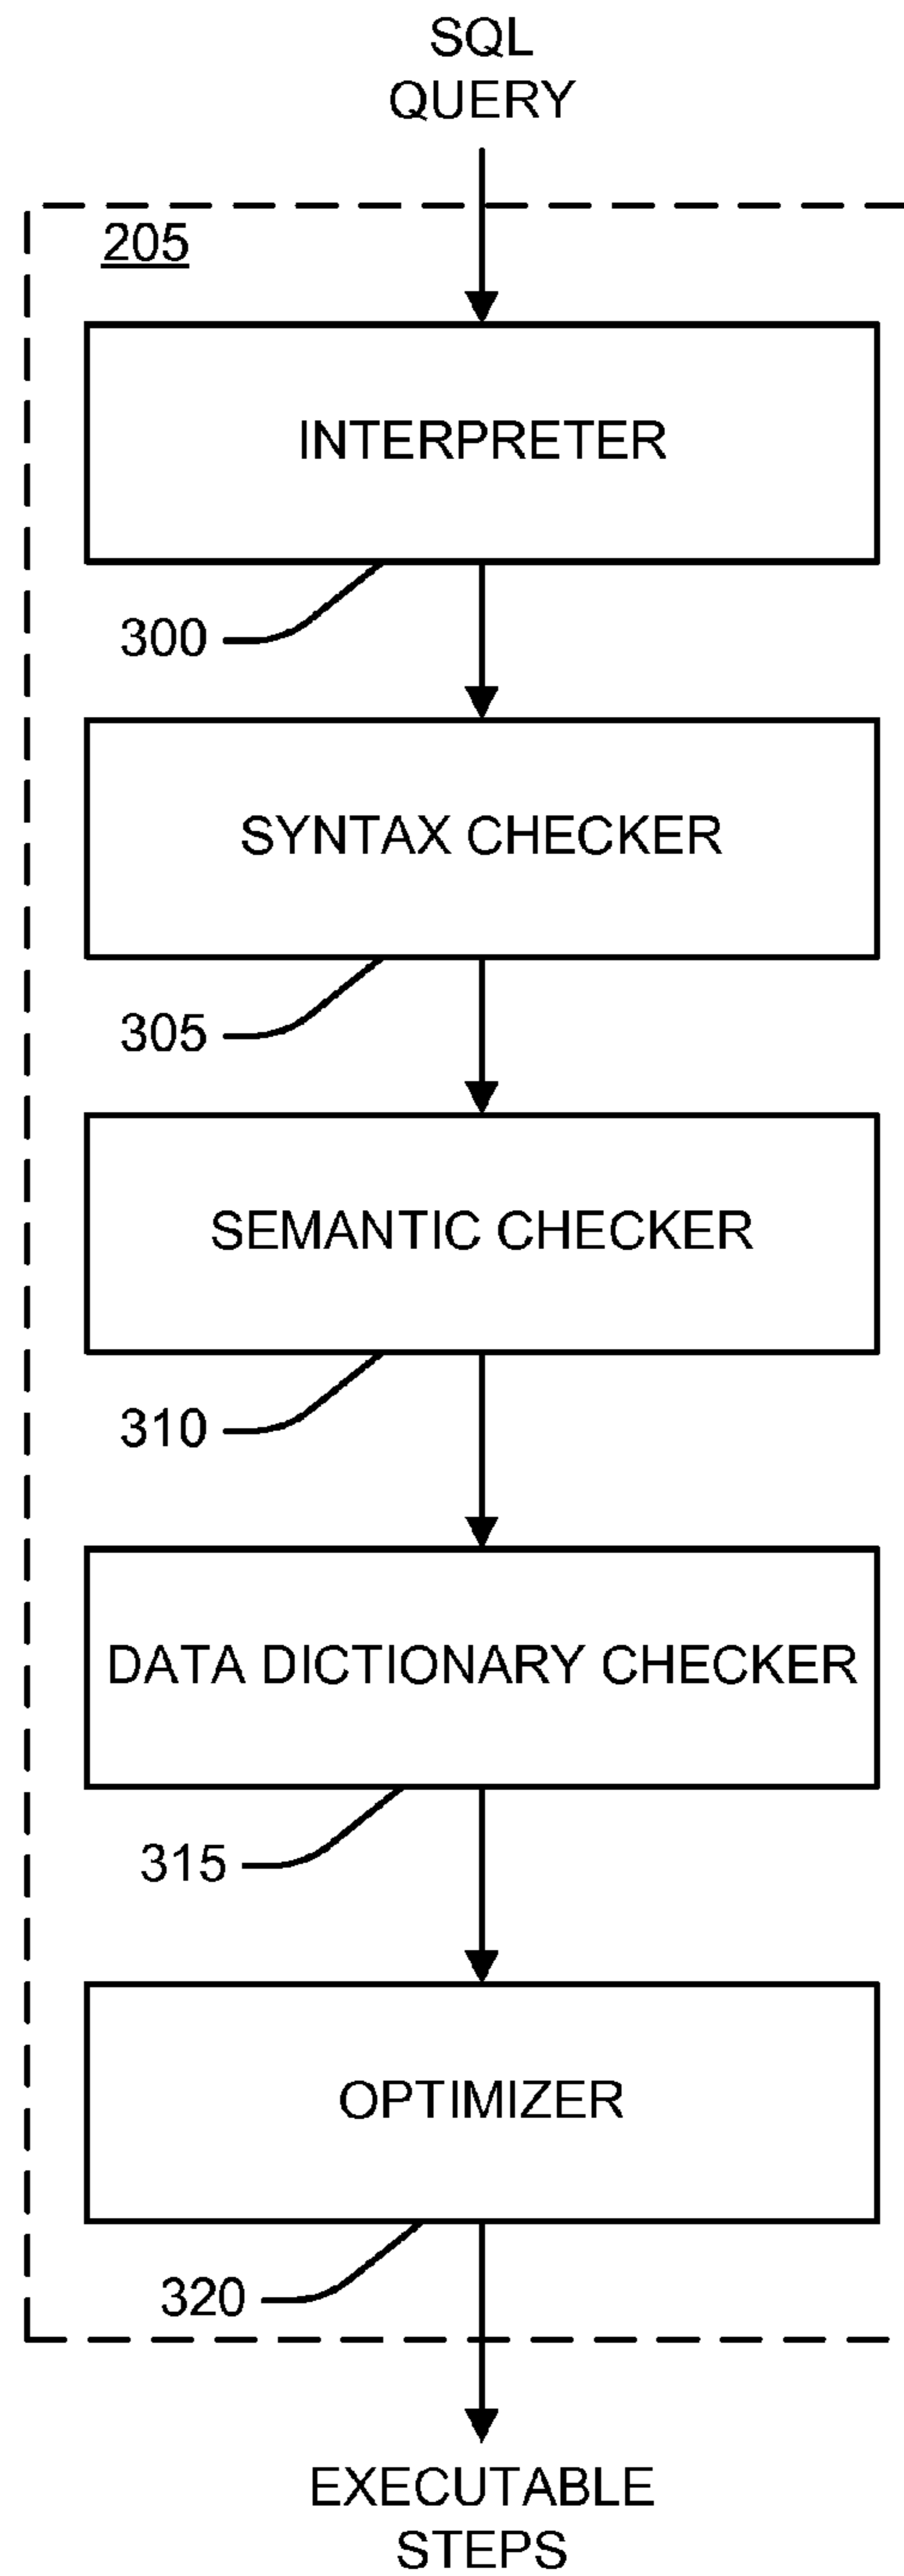 SQL
QUERY
205
INTERPRETER
300
SYNTAX CHECKER
305
SEMANTIC CHECKER
310
DATA DICTIONARY CHECKER
315
OPTIMIZER
320
EXECUTABLE
STEPS